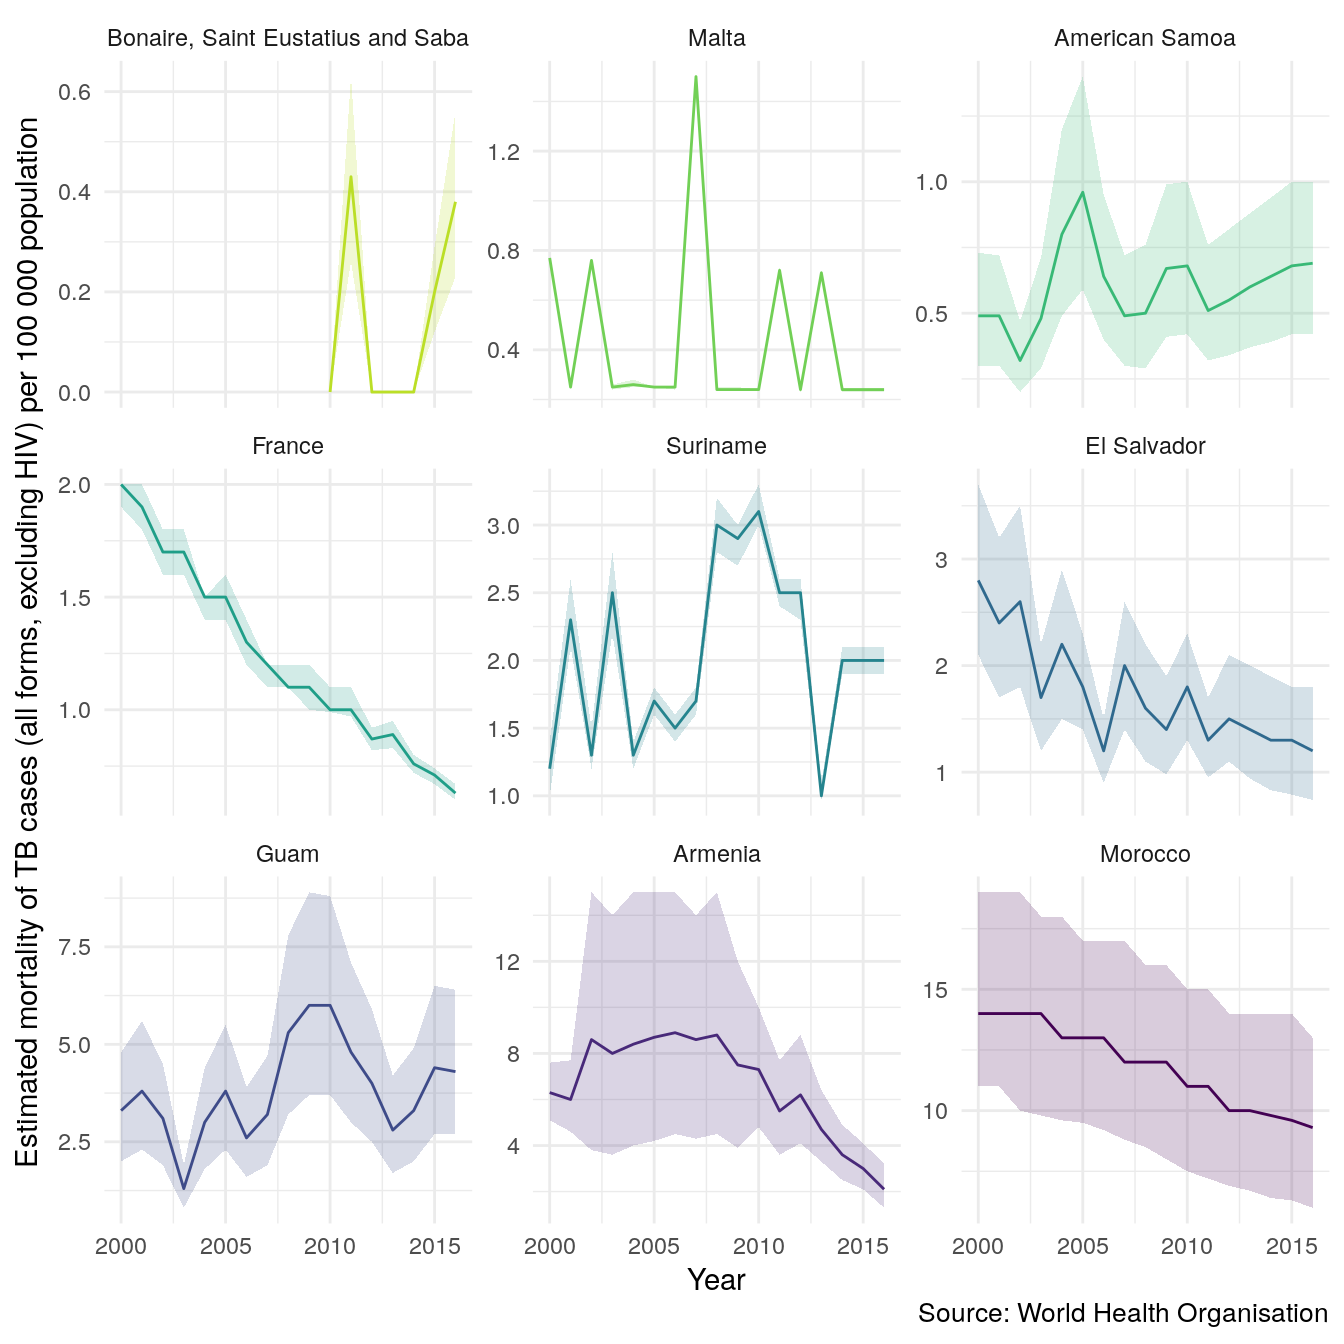 Estimated mortality of TB cases (all forms, excluding HIV) per 100 000 population
Bonaire, Saint Eustatius and Saba
0.6
0.4
0.2
0.0
Malta
1.2
0.8
0.4
American Samoa
1.0
0.5
France
2.0
1.5
1.0
Suriname
3.0
2.5
2.0
1.5
1.0
El Salvador
3
2
1
Guam
7.5
5.0
2.5
2000 2005 2010 2015
Armenia
12
8
4
2000 2005 2010 2015
Morocco
15
10
2000 2005 2010 2015
Year
Source: World Health Organisation